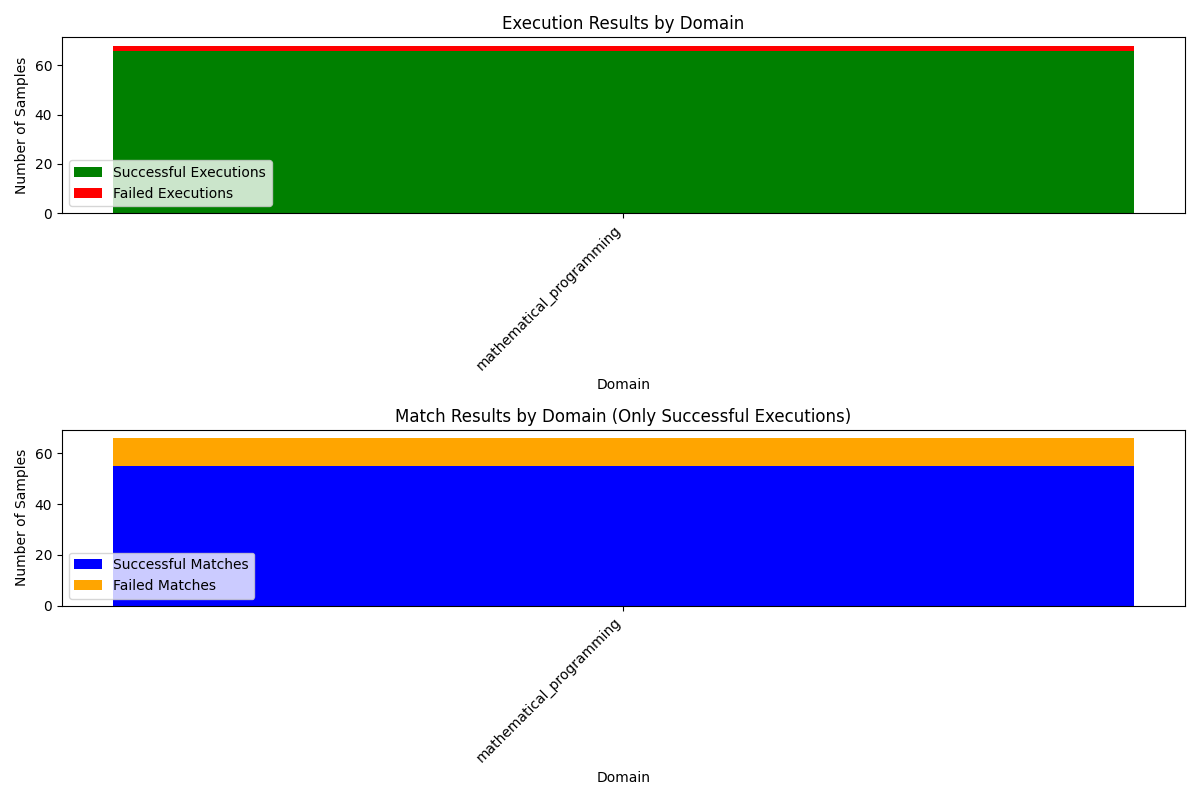 Execution Results by Domain
Number of Samples
60
40
20
0
Successful Executions
Failed Executions
mathematical_programming
Domain
Match Results by Domain (Only Successful Executions)
Number of Samples
60
40
20
0
Successful Matches
Failed Matches
mathematical_programming
Domain